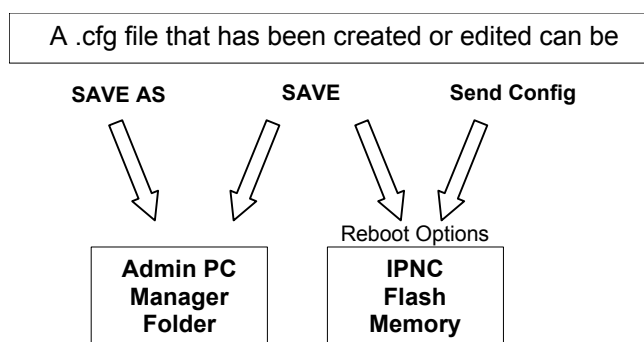 A .cfg file that has been created or edited can be
SAVE AS
SAVE
Send Config
Reboot Options
Admin PC
Manager
Folder
IPNC
Flash
Memory